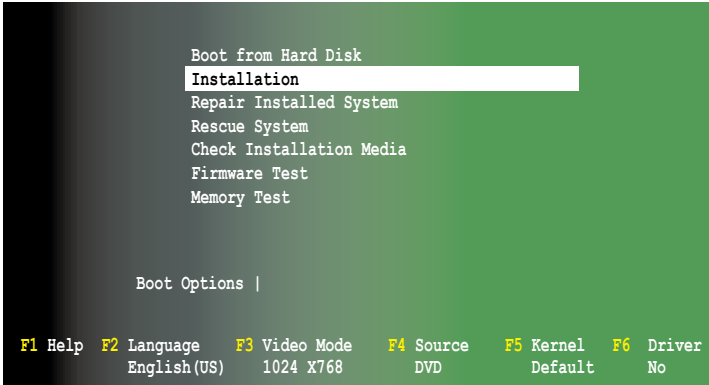 Boot from Hard Disk
Installation
Repair Installed System
Rescue System
Check Installation Media
Firmware Test
Memory Test
Boot Options |
F1 Help F2 Language F3 Video Mode F4 Source F5 Kernel F6 Driver
English(US) 1024 X768 DVD Default No